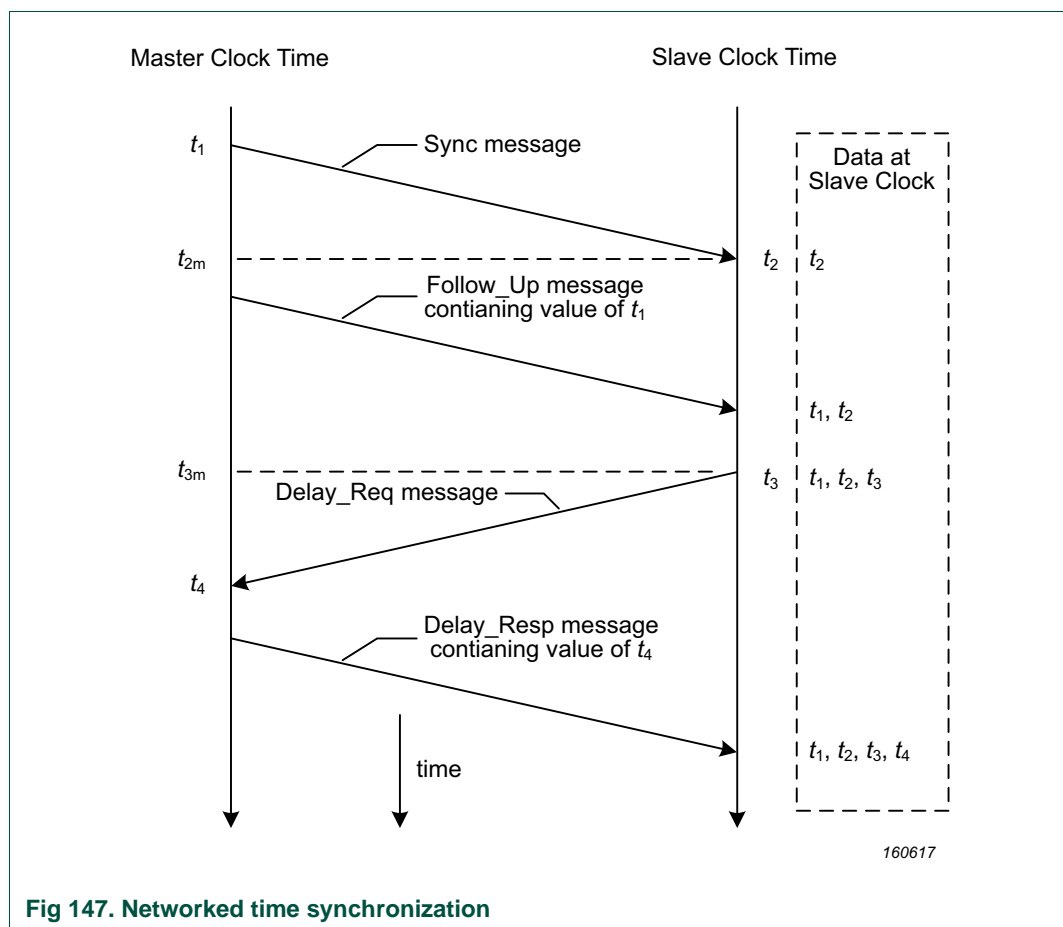 Master Clock Time
Slave Clock Time
t1
Sync message
Data at
Slave Clock
t2m
t2
t2
Follow_Up message
contianing value of t1
t1, t2
t3m
t3
t1, t2, t3
Delay_Req message
t4
Delay_Resp message
contianing value of t4
t1, t2, t3, t4
time
160617
Fig 147. Networked time synchronization